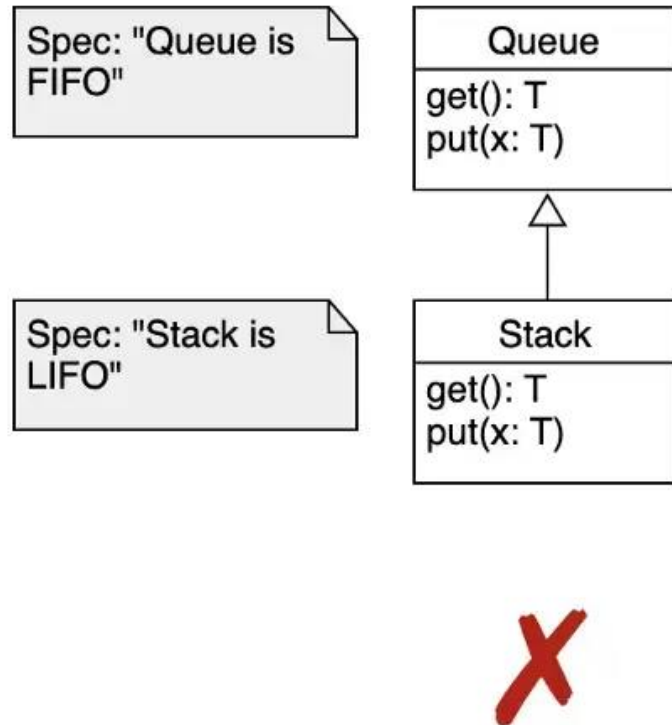 Spec: "Queue is
FIFO"
Queue
get(): T
put(x: T)
Spec: "Stack is
LIFO"
Stack
get(): T
put(x: T)